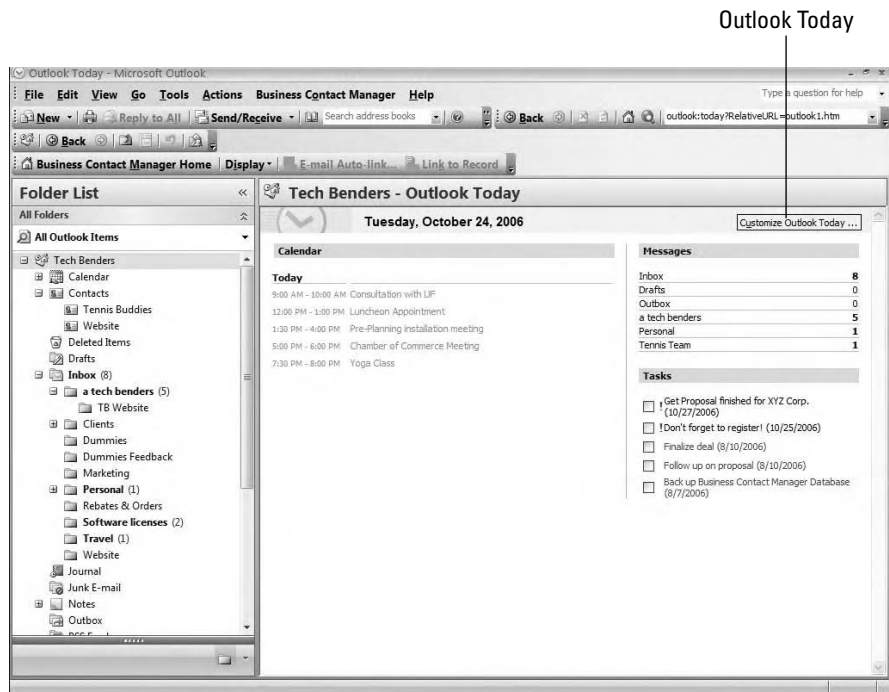 Outlook Today
Outlook Today - Microsoft Outlook
File Edit View Go Tools Actions Business Contact Manager Help
Type a question for help
New Reply to All Send/Receive Search address books Back outlook:today?RelativeURL=outlook1.htm
Back
Business Contact Manager Home Display E-mail Auto-link... Link to Record
Folder List «
All Folders
All Outlook Items
Tech Benders
Calendar
Contacts
Tennis Buddies
Website
Deleted Items
Drafts
Inbox (8)
a tech benders (5)
TB Website
Clients
Dummies
Dummies Feedback
Marketing
Personal (1)
Rebates & Orders
Software licenses (2)
Travel (1)
Website
Journal
Junk E-mail
Notes
Outbox
Tech Benders - Outlook Today
Tuesday, October 24, 2006
Customize Outlook Today ...
Calendar
Today
9:00 AM - 10:00 AM Consultation with
12:00 PM - 1:00 PM Luncheon Appointment
1:30 PM - 4:00 PM Pre-Planning installation meeting
5:00 PM - 6:00 PM Chamber of Commerce Meeting
7:30 PM - 8:00 PM Yoga Class
Messages
Inbox 8
Drafts 0
Outbox 0
a tech benders 5
Personal 1
Tennis Team 1
Tasks
! Get Proposal finished for XYZ Corp.
(10/27/2006)
! Don't forget to register! (10/25/2006)
Finalize deal (8/10/2006)
Follow up on proposal (8/10/2006)
Back up Business Contact Manager Database
(8/7/2006)